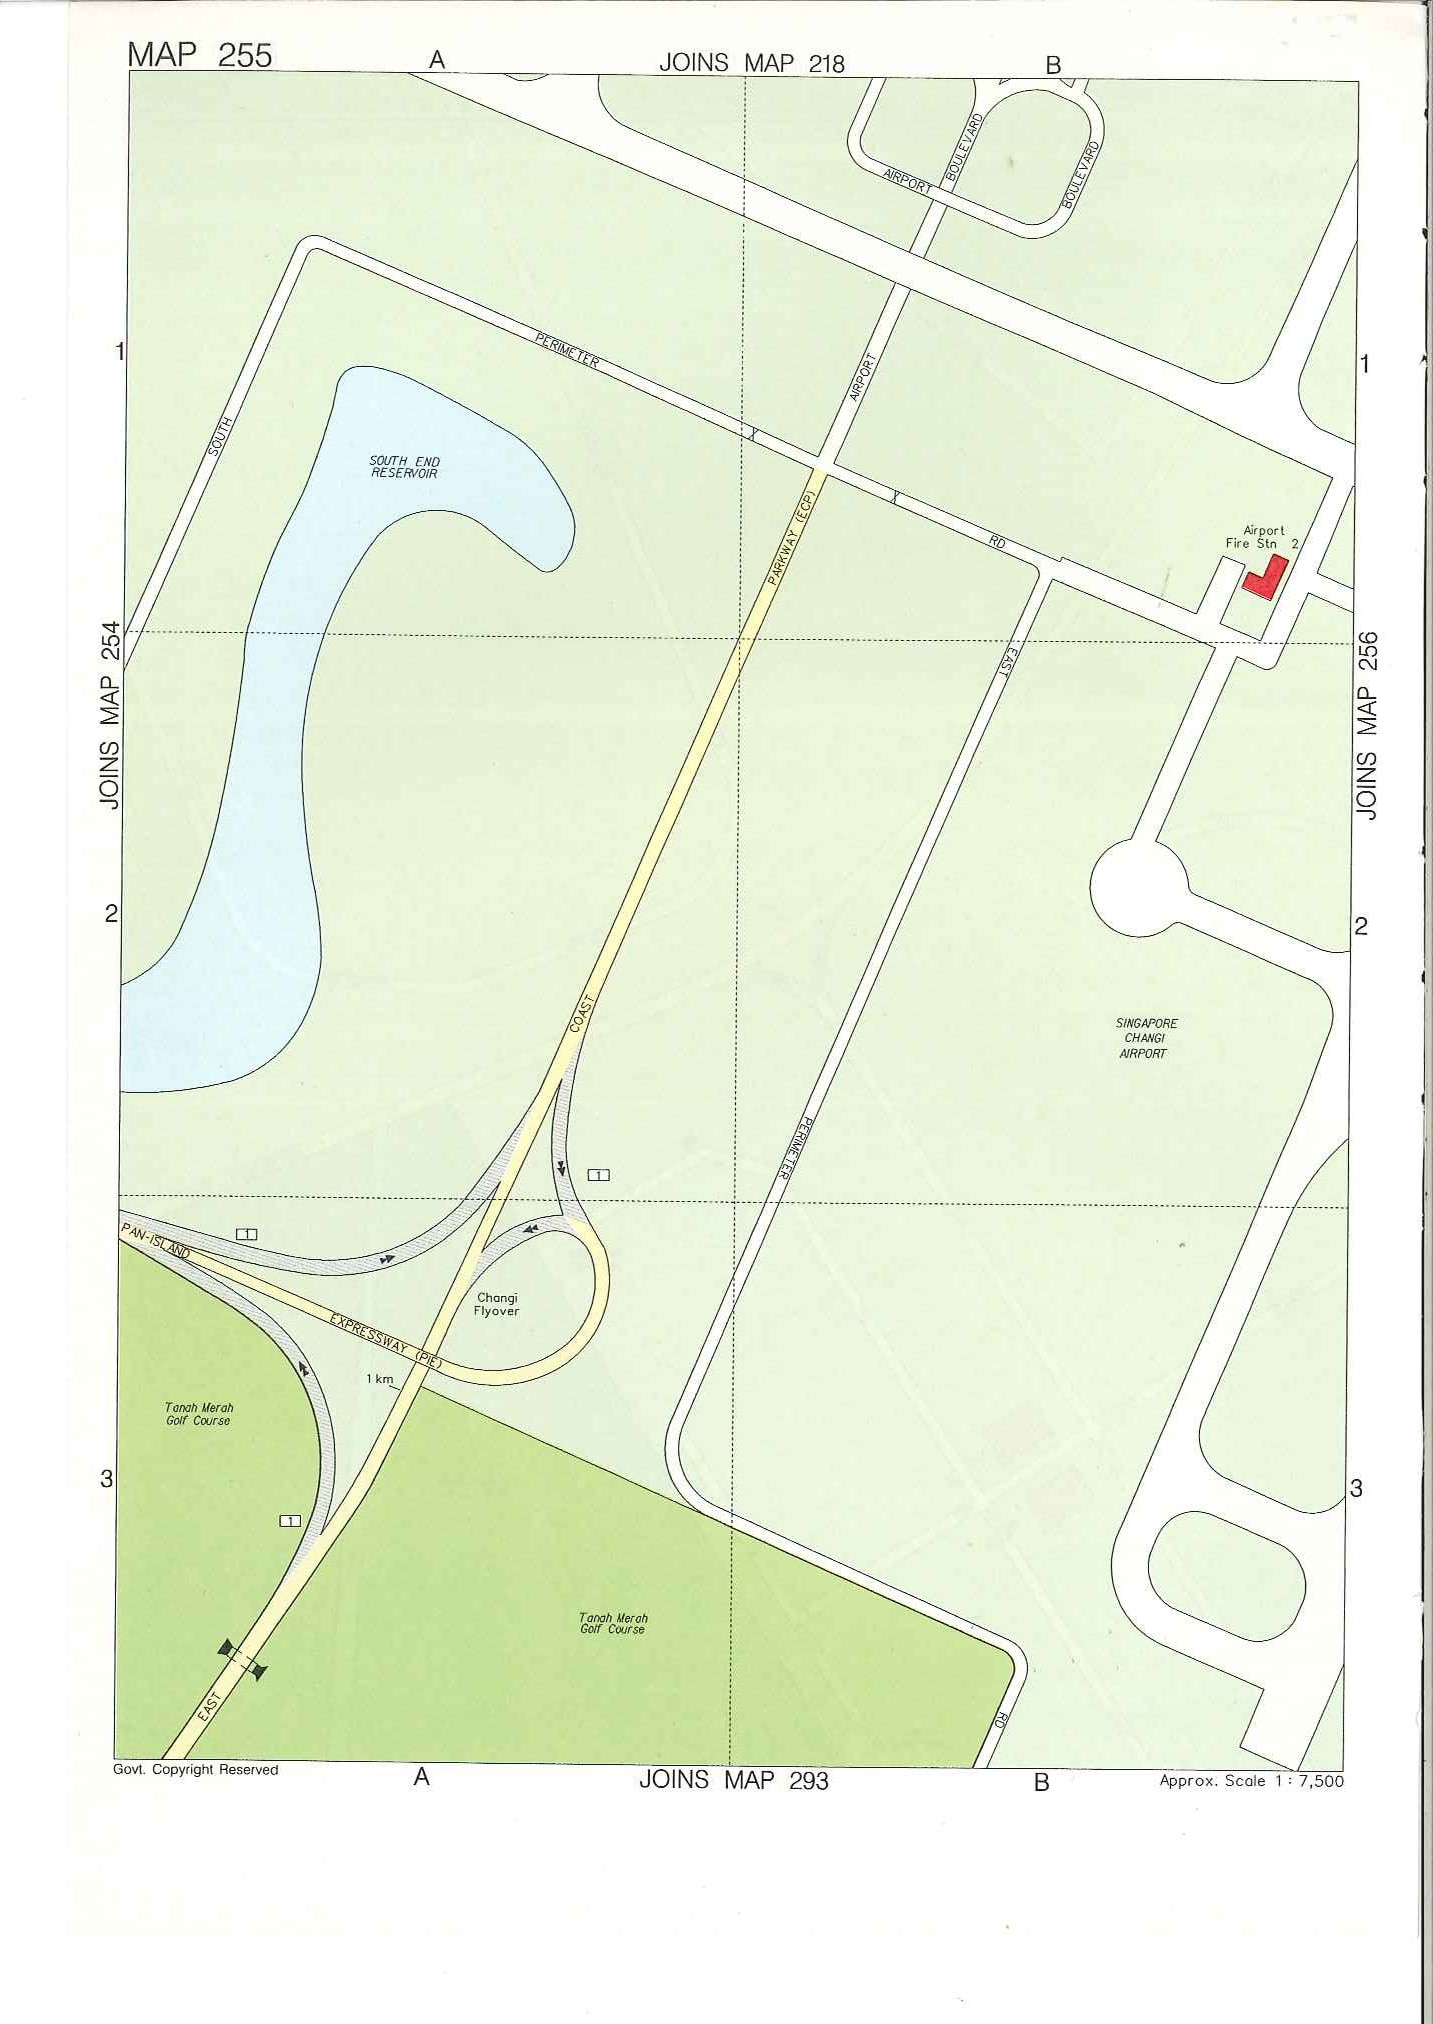 MAP 255
A
JOINS MAP 218
B
BOULEVARD
AIRPORT
BOULEVARD
1
PERIMETER
AIRPORT
1
SOUTH
SOUTH END
RESERVOIR
X
X
PARKWAY (ECP)
RD
Airport
Fire Stn 2
JOINS MAP 254
EAST
JOINS MAP 256
2
2
COAST
SINGAPORE
CHANGI
AIRPORT
PERIMETER
1
PAN-ISLAND
1
Changi
Flyover
EXPRESSWAY (PIE)
1 km
Tanah Merah
Golf Course
3
3
1
Tanah Merah
Golf Course
EAST
RD
Govt. Copyright Reserved
A
JOINS MAP 293
B
Approx. Scale 1 : 7,500